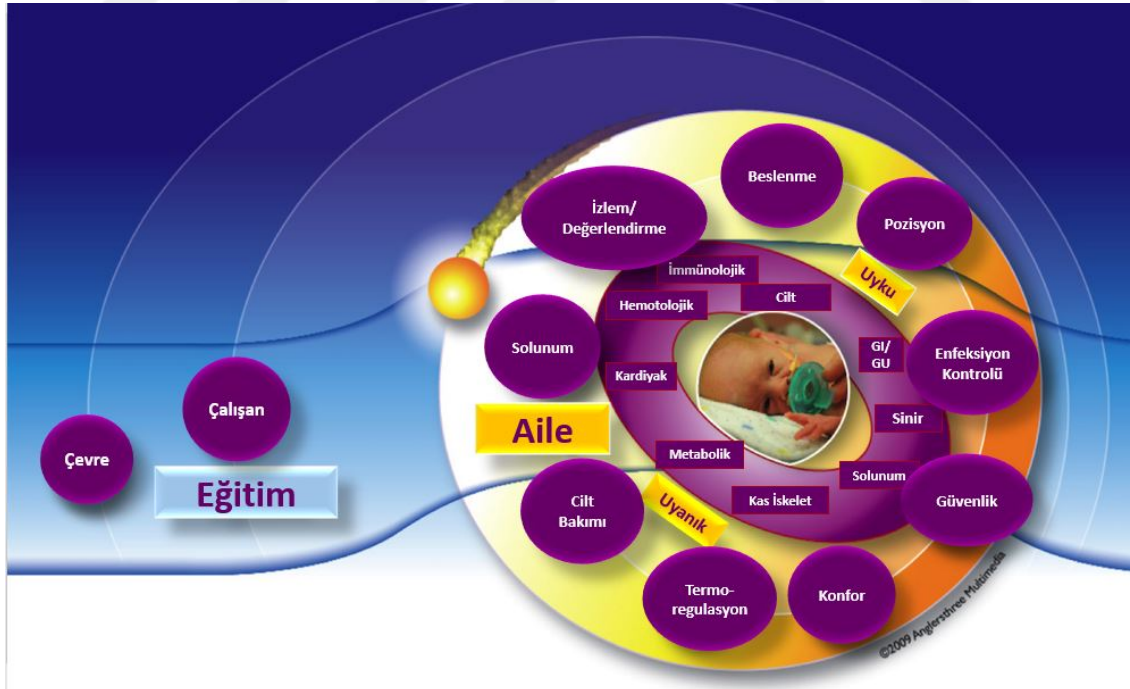 Beslenme
İzlem/
Değerlendirme
Pozisyon
Uyku
İmmünolojik
Cilt
Hemotolojik
Solunum
GI/
GU
Enfeksiyon
Kontrolü
Kardiyak
Çalışan
Sinir
Aile
Çevre
Metabolik
Solunum
Eğitim
Kas İskelet
Güvenlik
Cilt
Bakımı
Uyanık
Termo-
regulasyon
Konfor
©2009 Anglersthree Multimedia